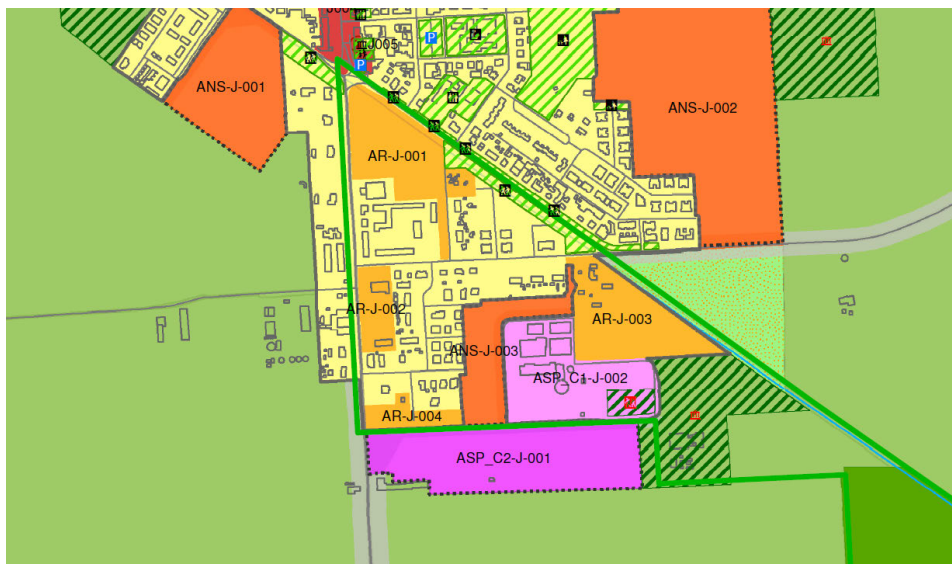 J005
P
P
ANS-J-001
ANS-J-002
AR-J-001
AR-J-002
AR-J-003
ANS-J-003
ASP_C1-J-002
AR-J-004
ASP_C2-J-001